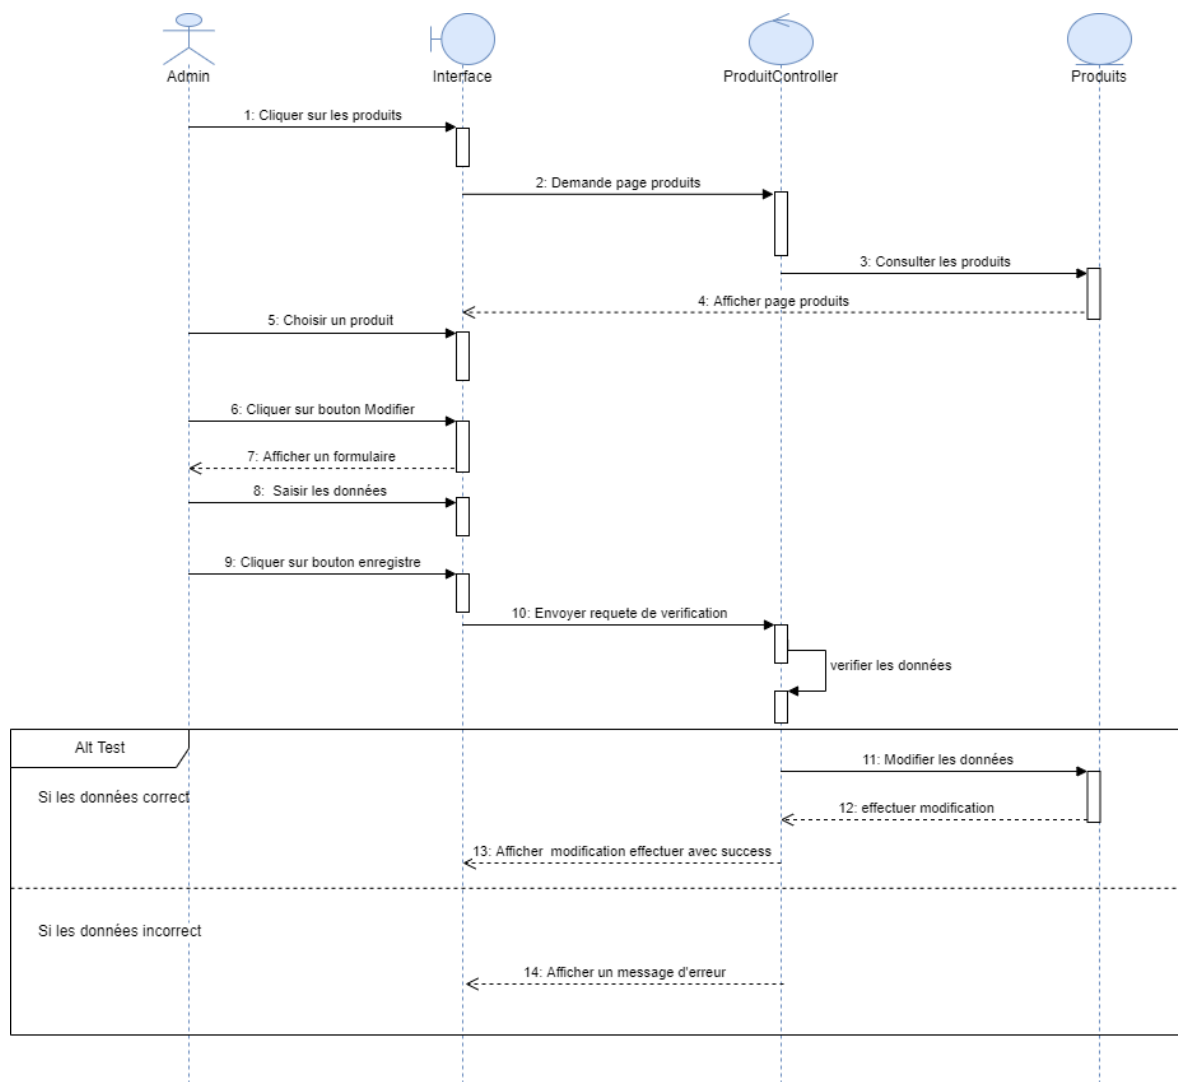 Admin
Interface
ProduitController
Produits
1: Cliquer sur les produits
2: Demande page produits
3: Consulter les produits
4: Afficher page produits
5: Choisir un produit
6: Cliquer sur bouton Modifier
7: Afficher un formulaire
8: Saisir les données
9: Cliquer sur bouton enregistre
10: Envoyer requete de verification
verifier les données
Alt Test
11: Modifier les données
Si les données correct
12: effectuer modification
13: Afficher modification effectuer avec success
Si les données incorrect
14: Afficher un message d'erreur